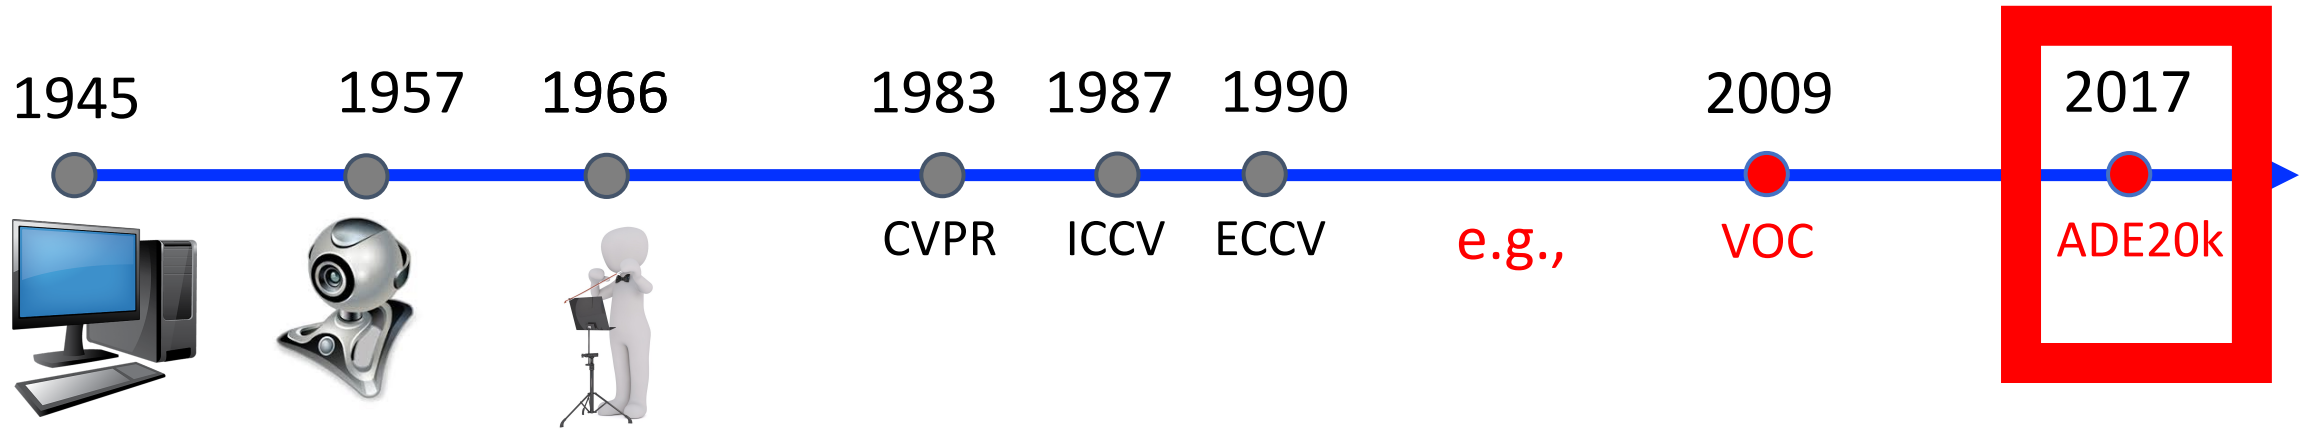 1945 1957 1966 1983 1987 1990 2009 2017
CVPR ICCV ECCV e.g., VOC ADE20k